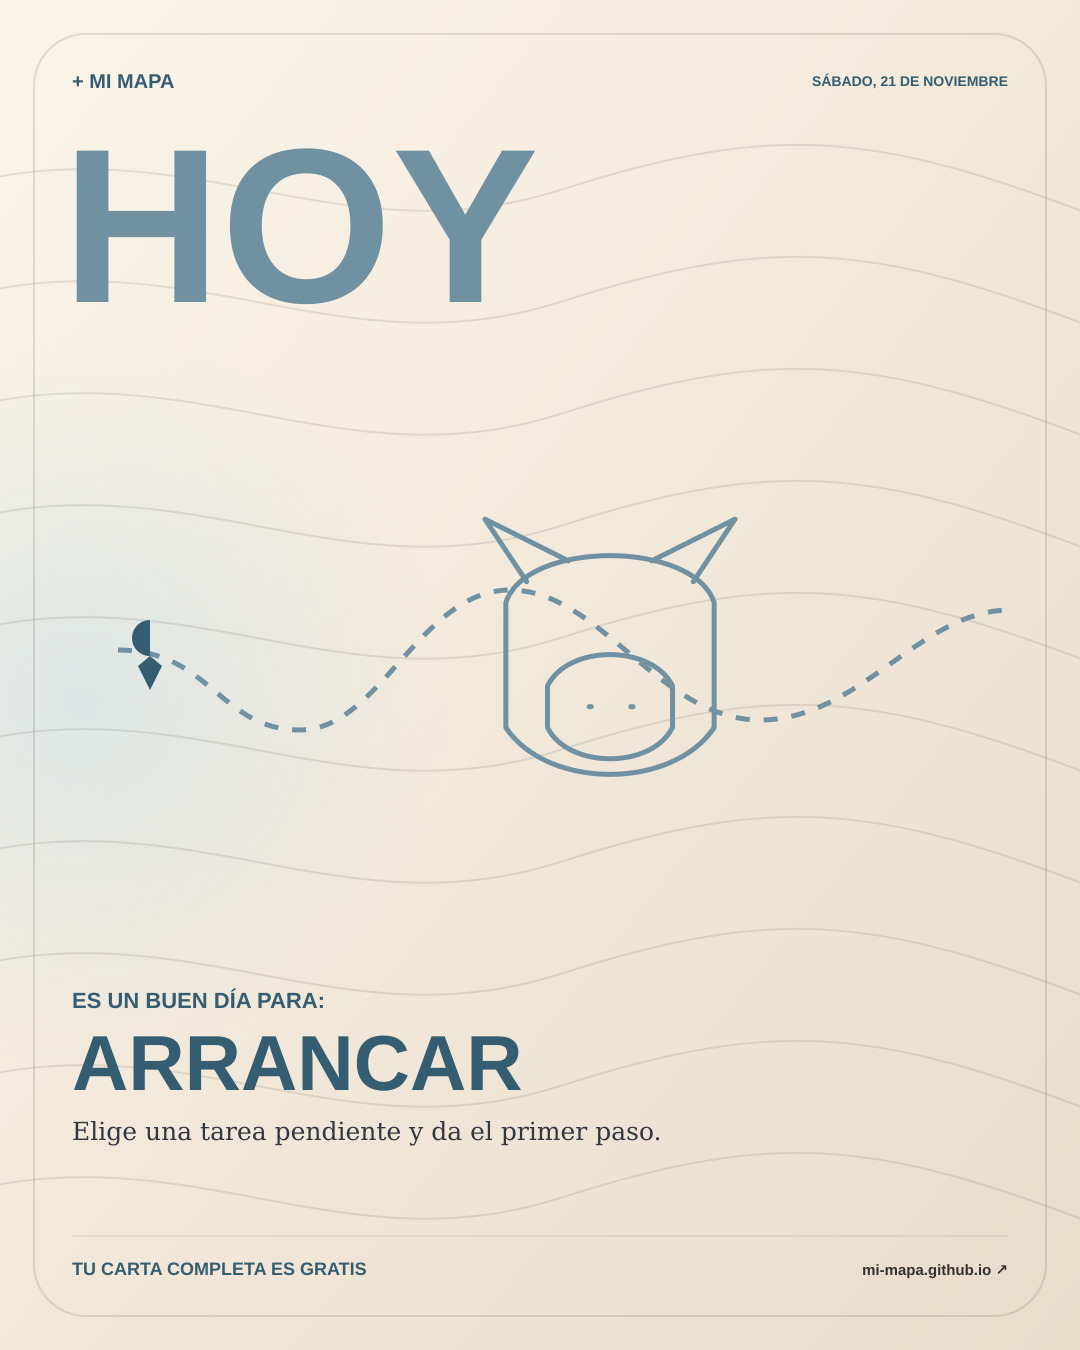 + MI MAPA
SÁBADO, 21 DE NOVIEMBRE
HOY
ES UN BUEN DÍA PARA:
ARRANCAR
Elige una tarea pendiente y da el primer paso.
TU CARTA COMPLETA ES GRATIS
mi-mapa.github.io ↗